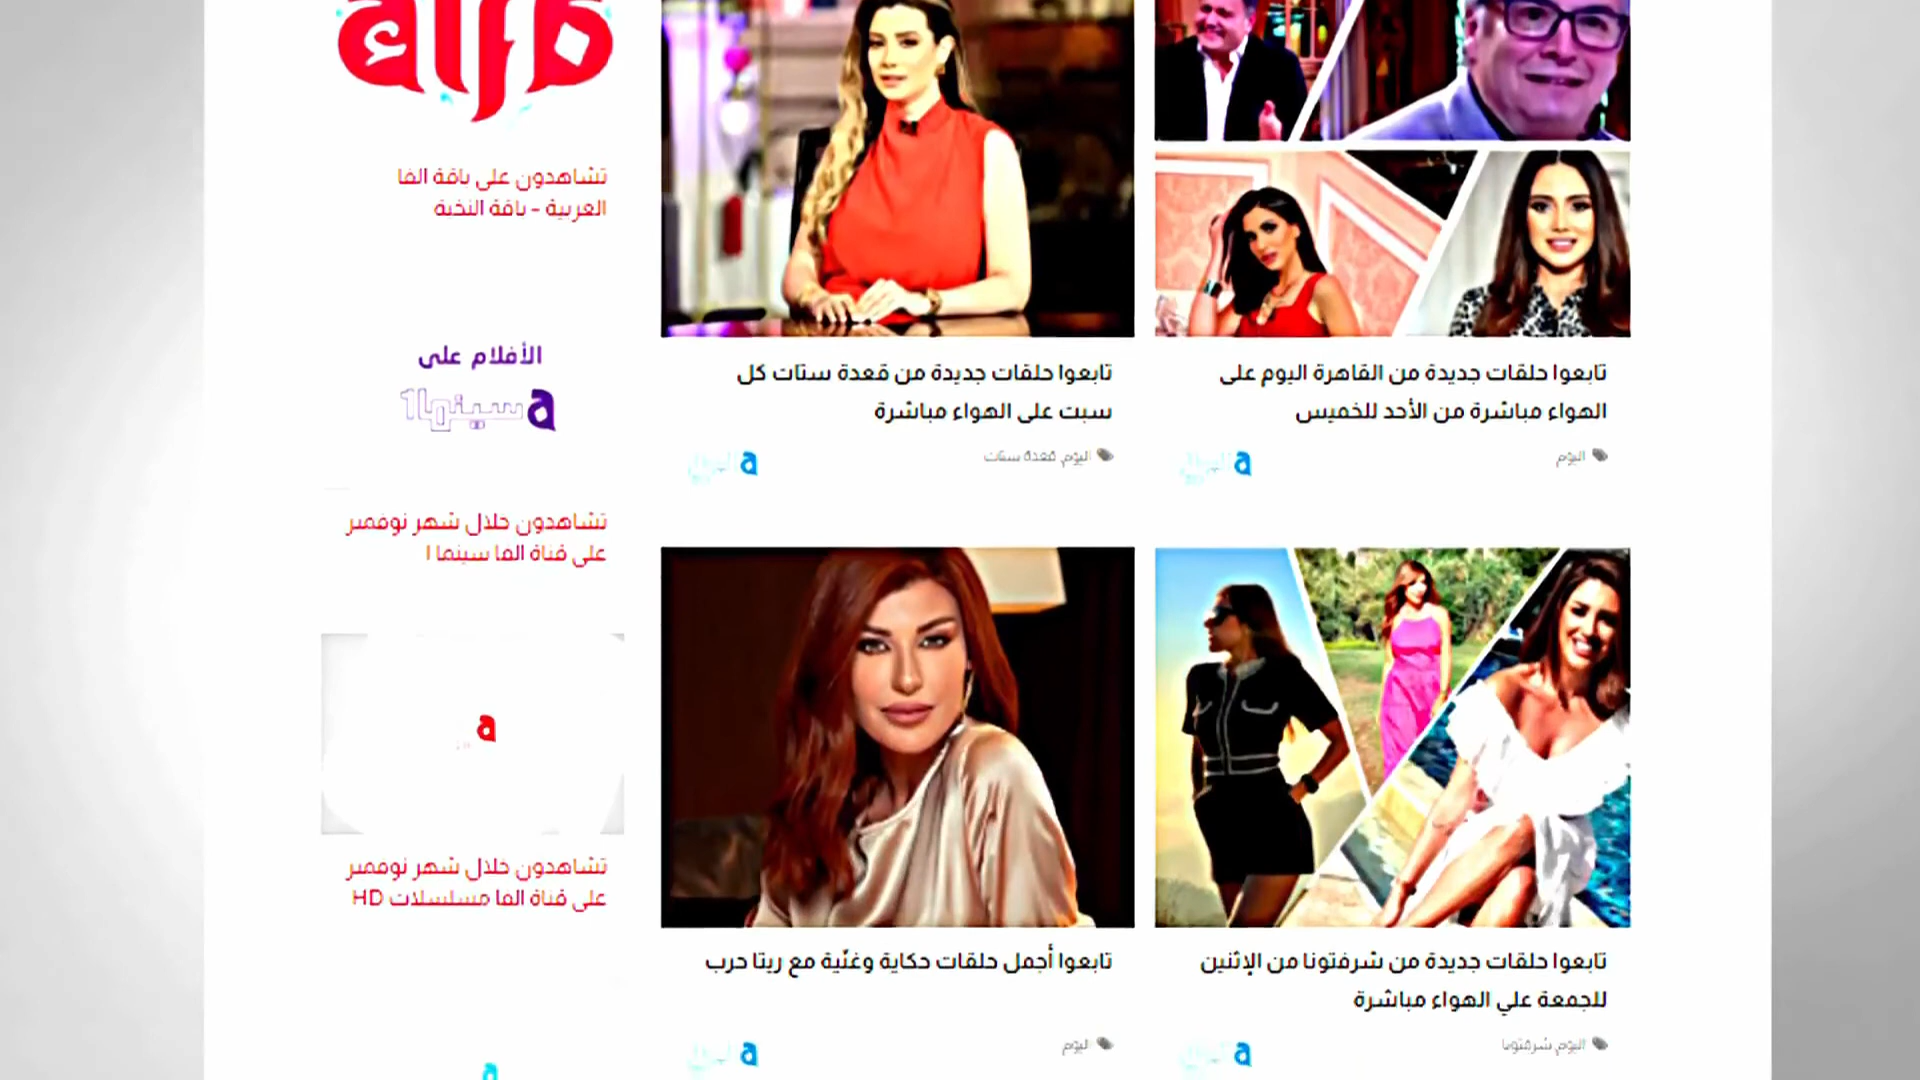 تابعوا حلقات جديدة من القاهرة اليوم على
الهواء مباشرة من الأحد للخميس
اليوم
تابعوا حلقات جديدة من قعدة ستات كل
سبت على الهواء مباشرة
اليوم, قعدة ستات
تابعوا حلقات جديدة من شرفتونا من الإثنين
للجمعة علي الهواء مباشرة
اليوم, شرفتونا
تابعوا أجمل حلقات حكاية وغنّية مع ريتا حرب
اليوم
تشاهدون على باقة الفا
العربية - باقة النخبة
الأفلام على
a سينما1
تشاهدون خلال شهر نوفمبر
على قناة الفا سينما ا
a
تشاهدون خلال شهر نوفمبر
على قناة الفا مسلسلات HD